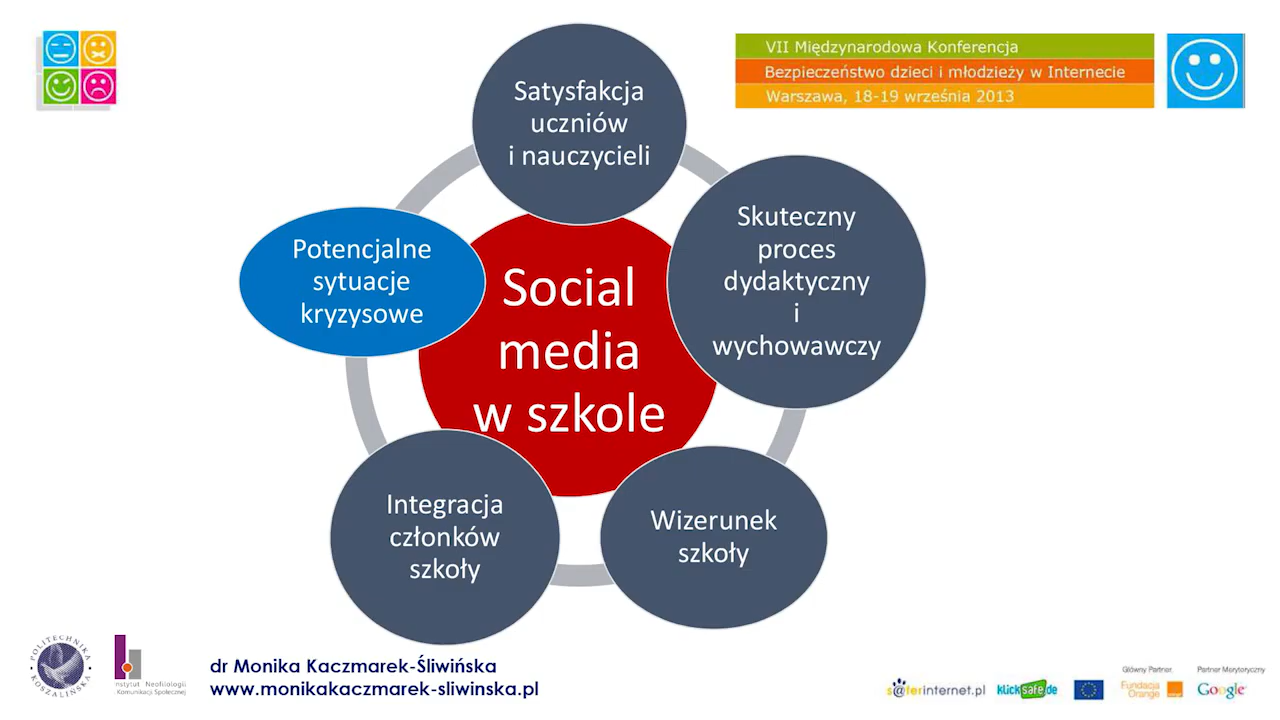 VII Międzynarodowa Konferencja
Bezpieczeństwo dzieci i młodzieży w Internecie
Warszawa, 18-19 września 2013
Satysfakcja
uczniów
i nauczycieli
Skuteczny
proces
dydaktyczny
i
wychowawczy
Potencjalne
sytuacje
kryzysowe
Social
media
w szkole
Integracja
członków
szkoły
Wizerunek
szkoły
POLITECHNIKA
KOSZALIŃSKA
Instytut Neofilologii
i Komunikacji Społecznej
dr Monika Kaczmarek-Śliwińska
www.monikakaczmarek-sliwinska.pl
s@ferinternet.pl
klicksafe.de
Główny Partner
Fundacja
Orange
Partner Merytoryczny
Google